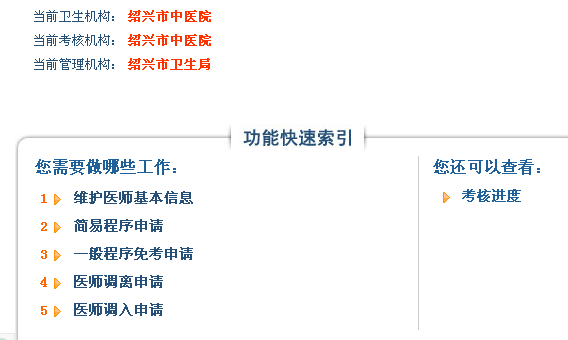 当前卫生机构： 绍兴市中医院
当前考核机构： 绍兴市中医院
当前管理机构： 绍兴市卫生局
功能快速索引
您需要做哪些工作：
1 维护医师基本信息
2 简易程序申请
3 一般程序免考申请
4 医师调离申请
5 医师调入申请
您还可以查看：
考核进度